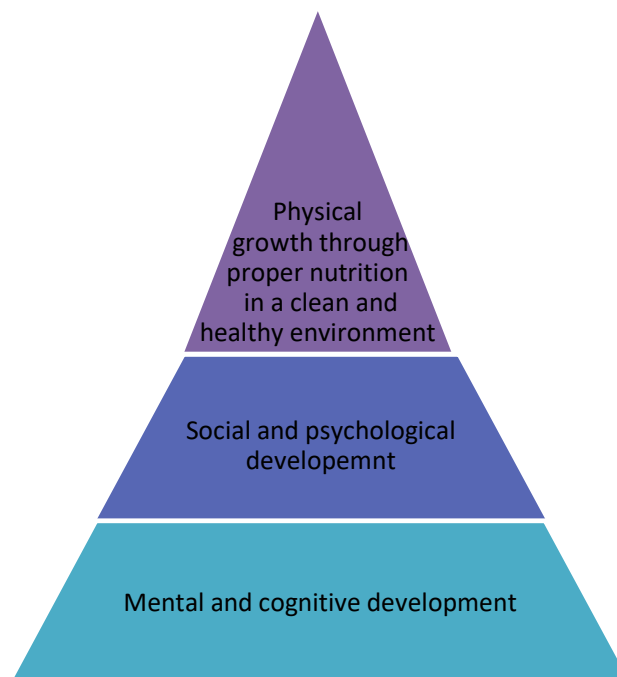 Physical
growth through
proper nutrition
in a clean and
healthy environment
Social and psychological
developemnt
Mental and cognitive development